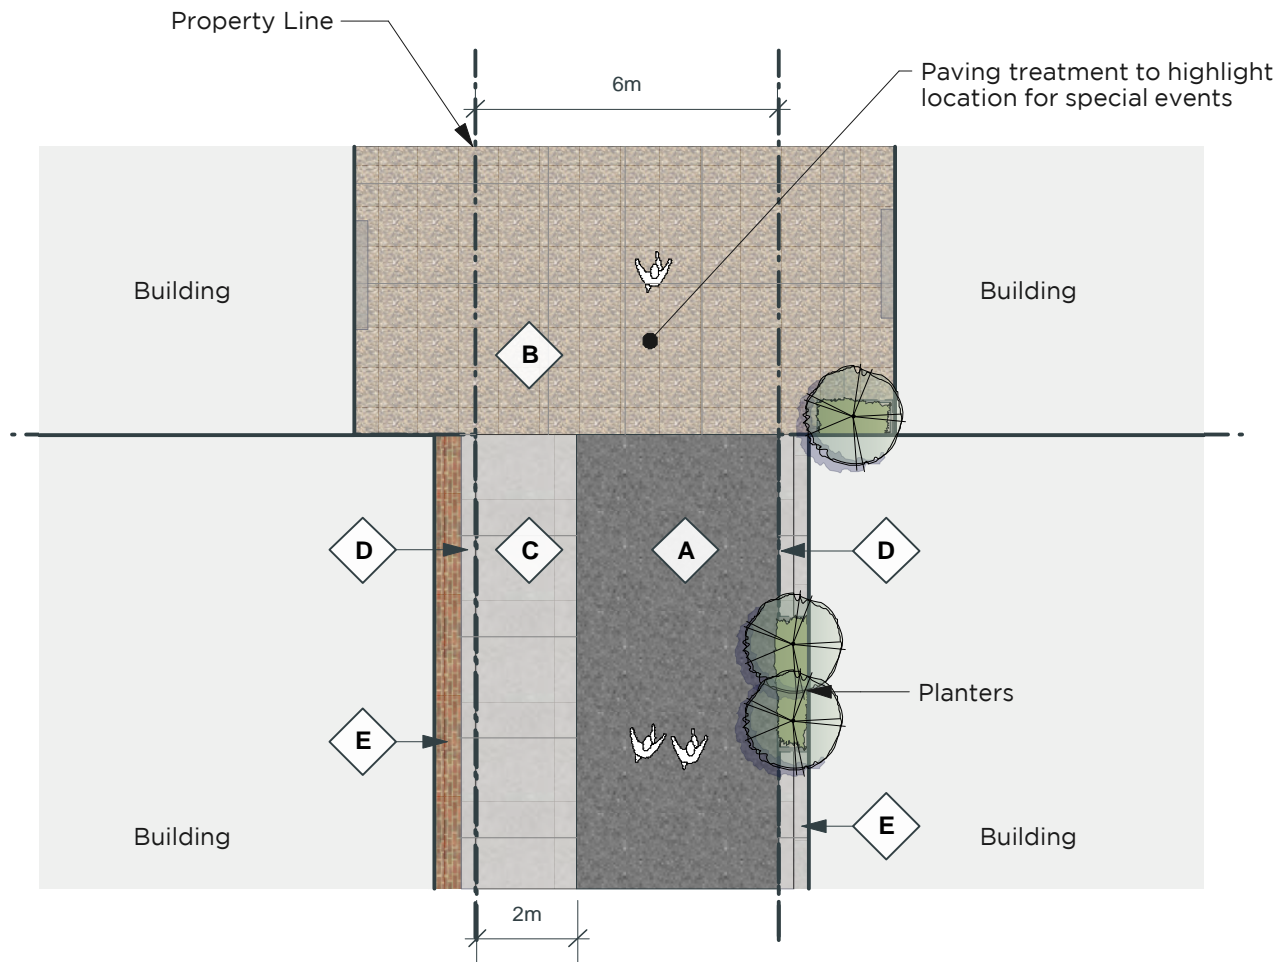 Property Line
6m
Paving treatment to highlight
location for special events
Building
Building
B
D
C
A
D
Planters
E
E
Building
Building
2m